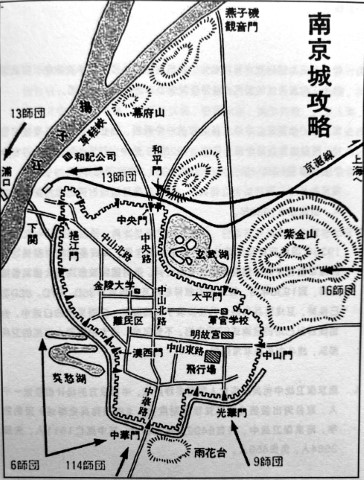 南京城攻略
燕子磯
観音門
揚子江
幕府山
草鞋峡
13師団
浦口
和記公司
13師団
和平門
京滬線
上海へ
下関
挹江門
中央門
中山北路
中央路
玄武湖
紫金山
16師団
金陵大学
太平門
中山北路
軍官学校
難民区
明故宮
漢西門
中山東路
中山門
飛行場
莫愁湖
中華路
光華門
中華門
雨花台
6師団
114師団
9師団